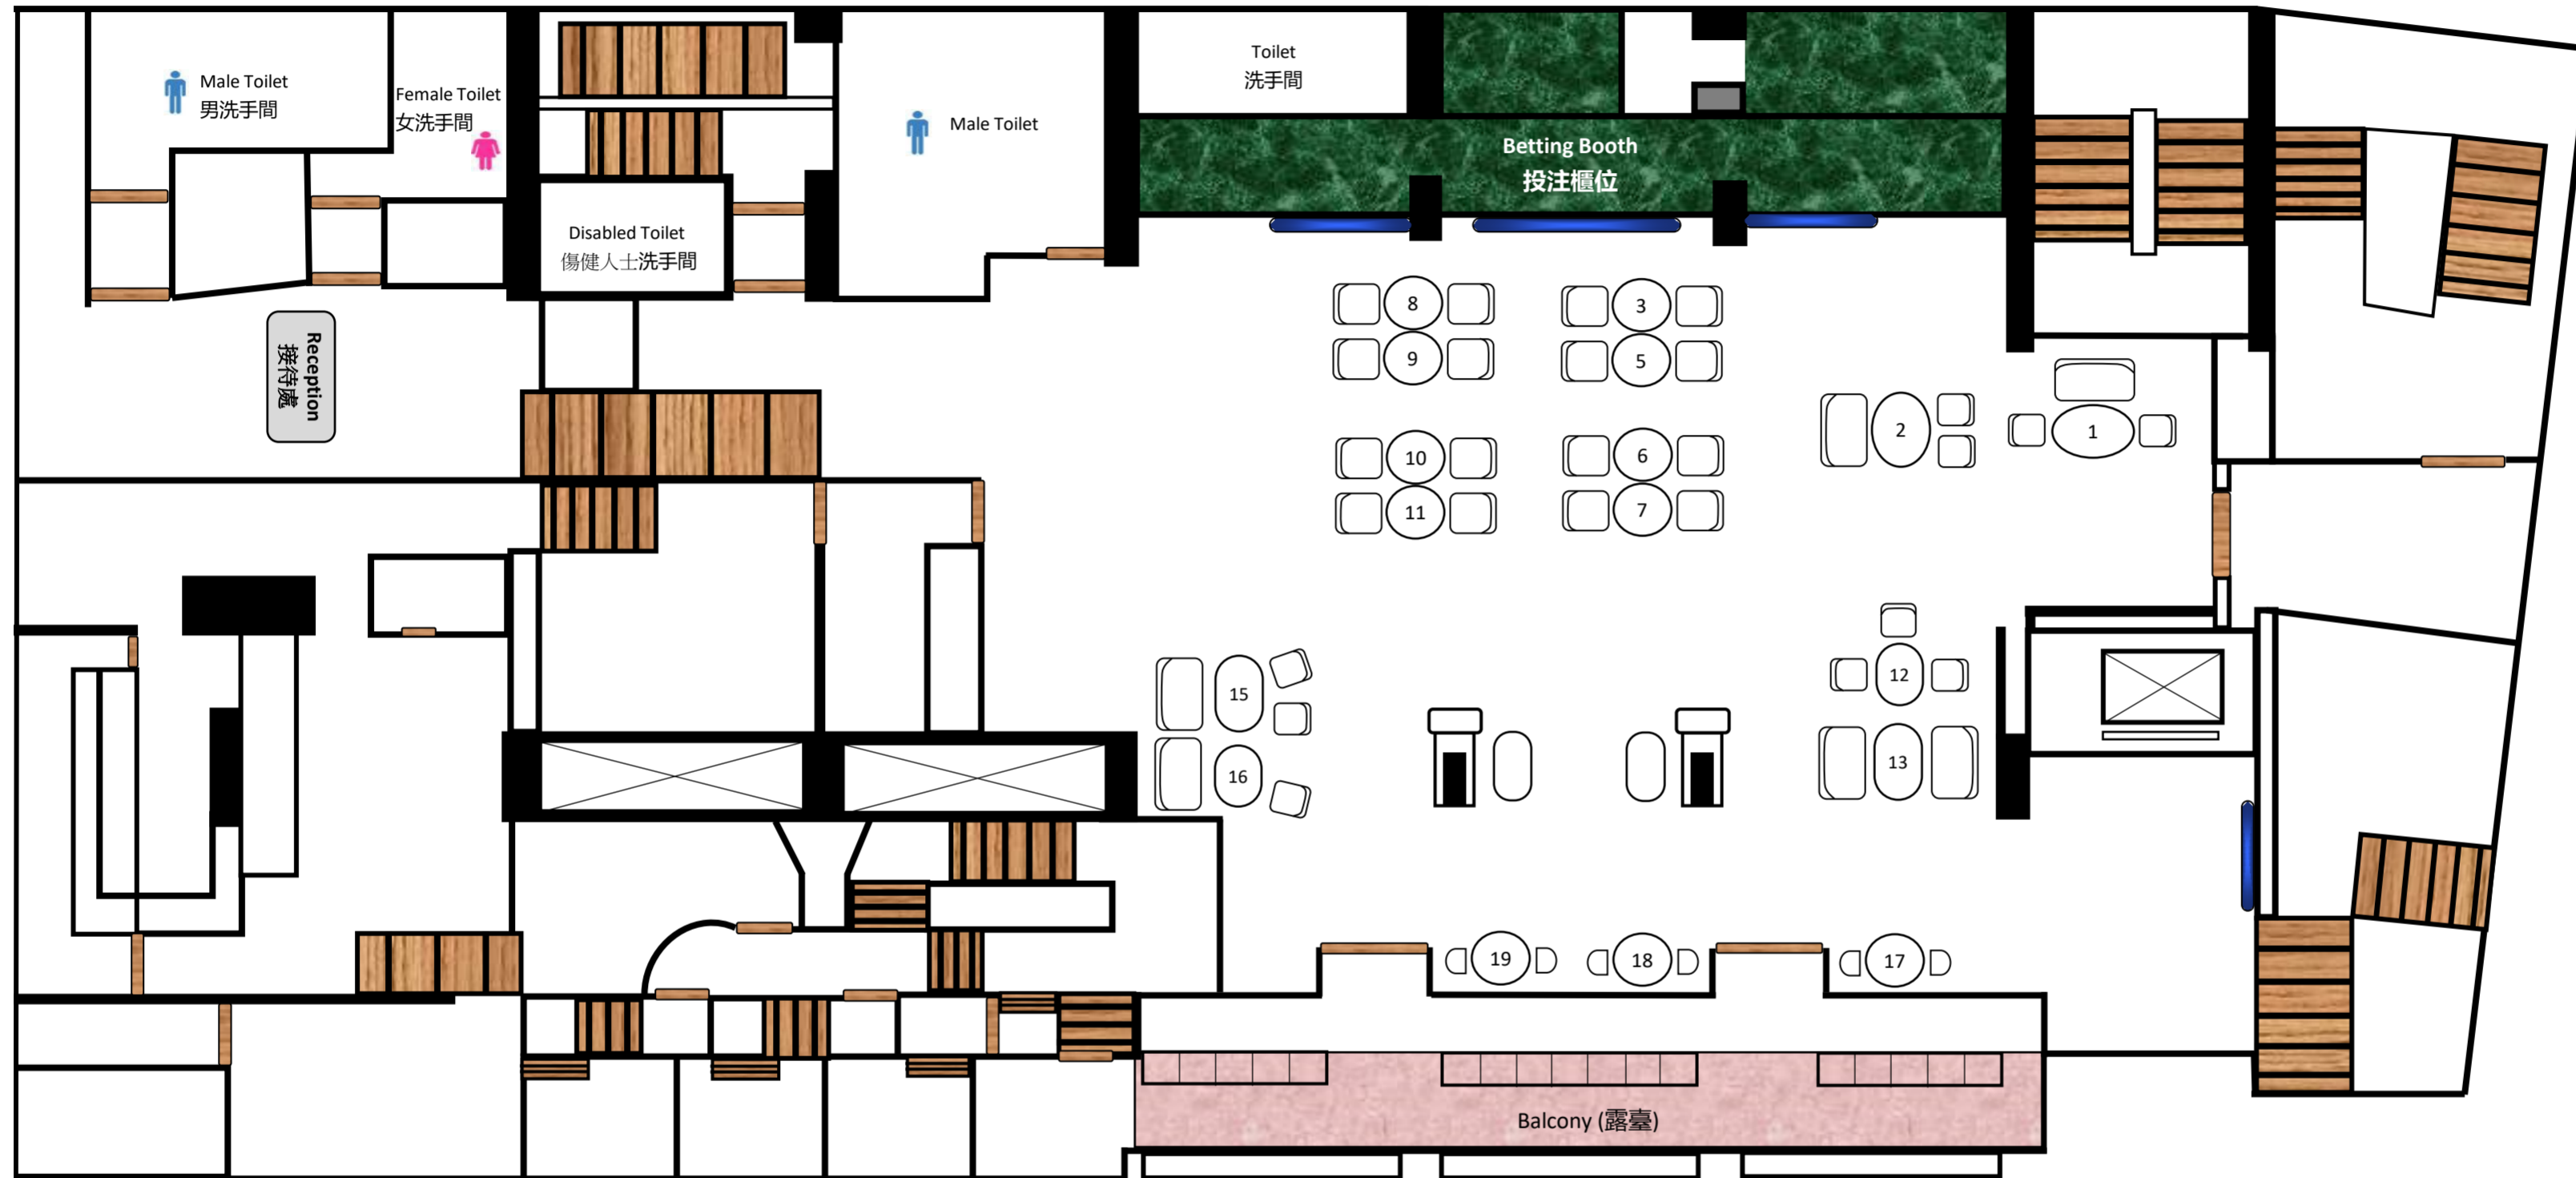 Male Toilet
男洗手間
Female Toilet
女洗手間
Male Toilet
Toilet
洗手間
Betting Booth
投注櫃位
Disabled Toilet
傷健人士洗手間
Reception
接待處
8
3
9
5
2
1
10
6
11
7
15
12
16
13
19
18
17
Balcony (露臺)